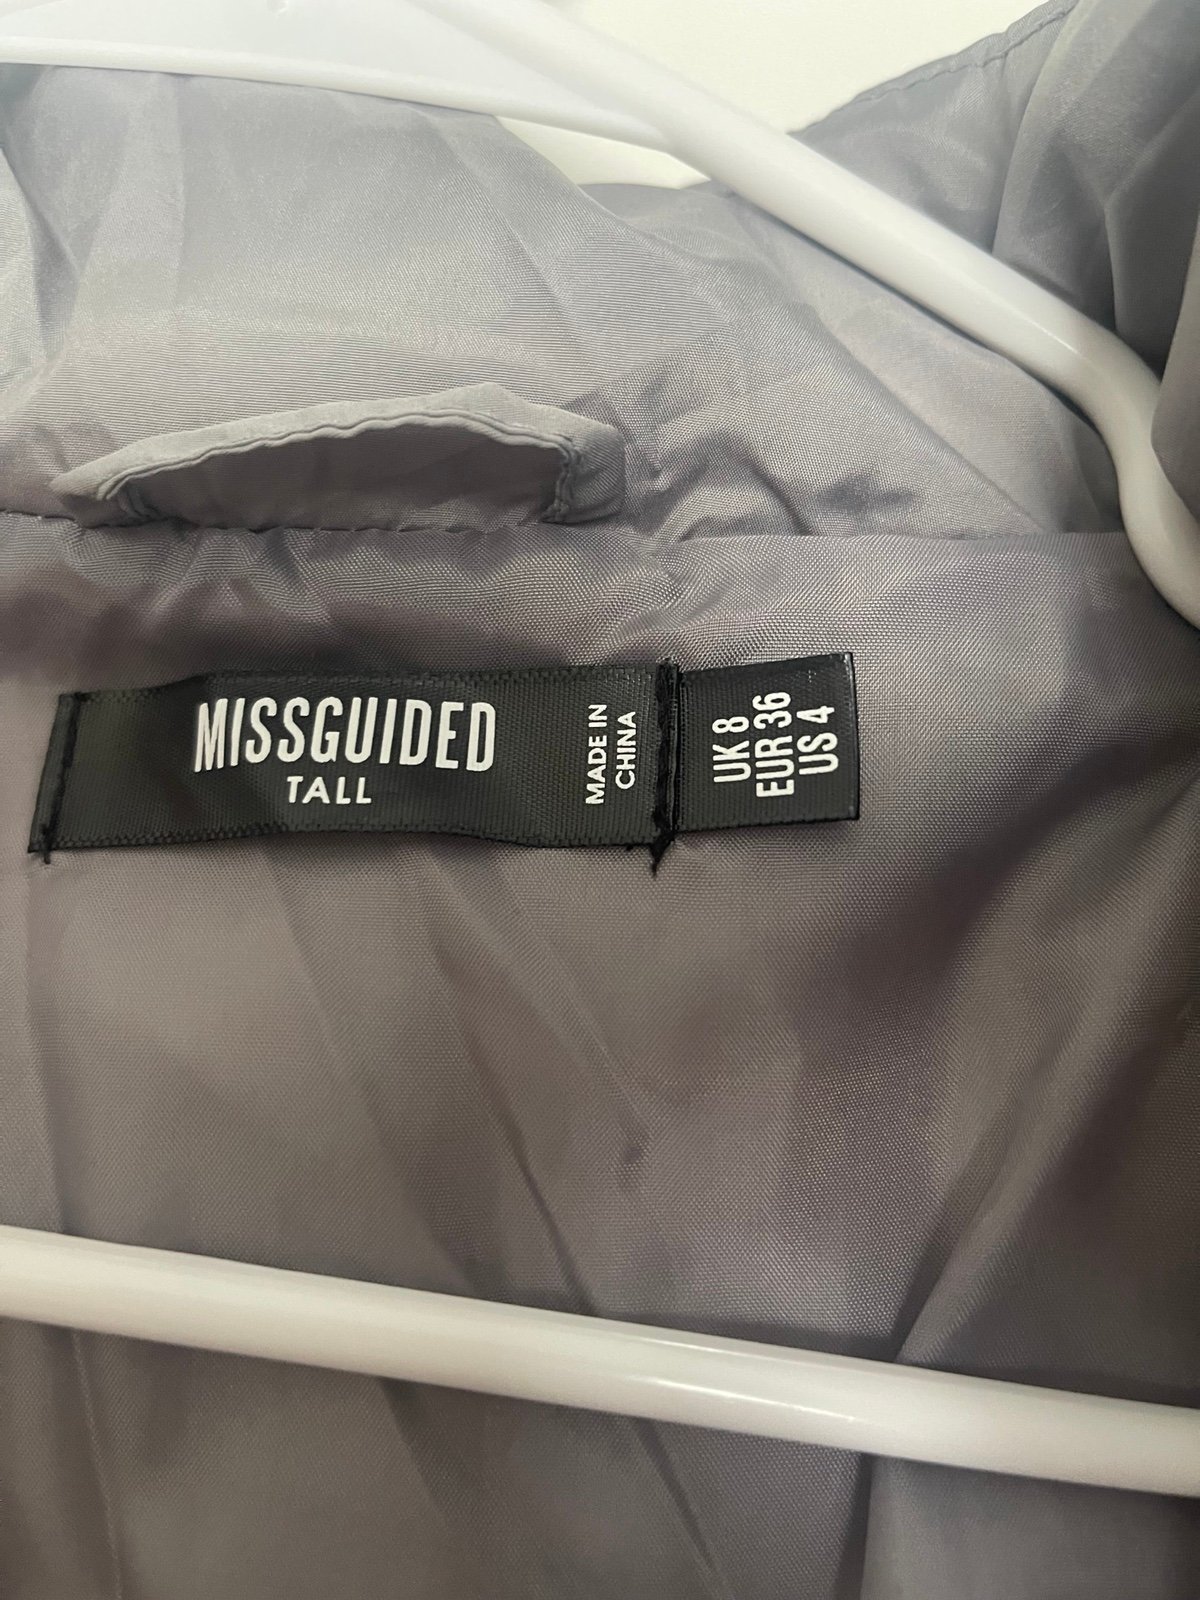 MISSGUIDED
TALL
MADE IN
CHINA
UK 8
EUR 36
US 4